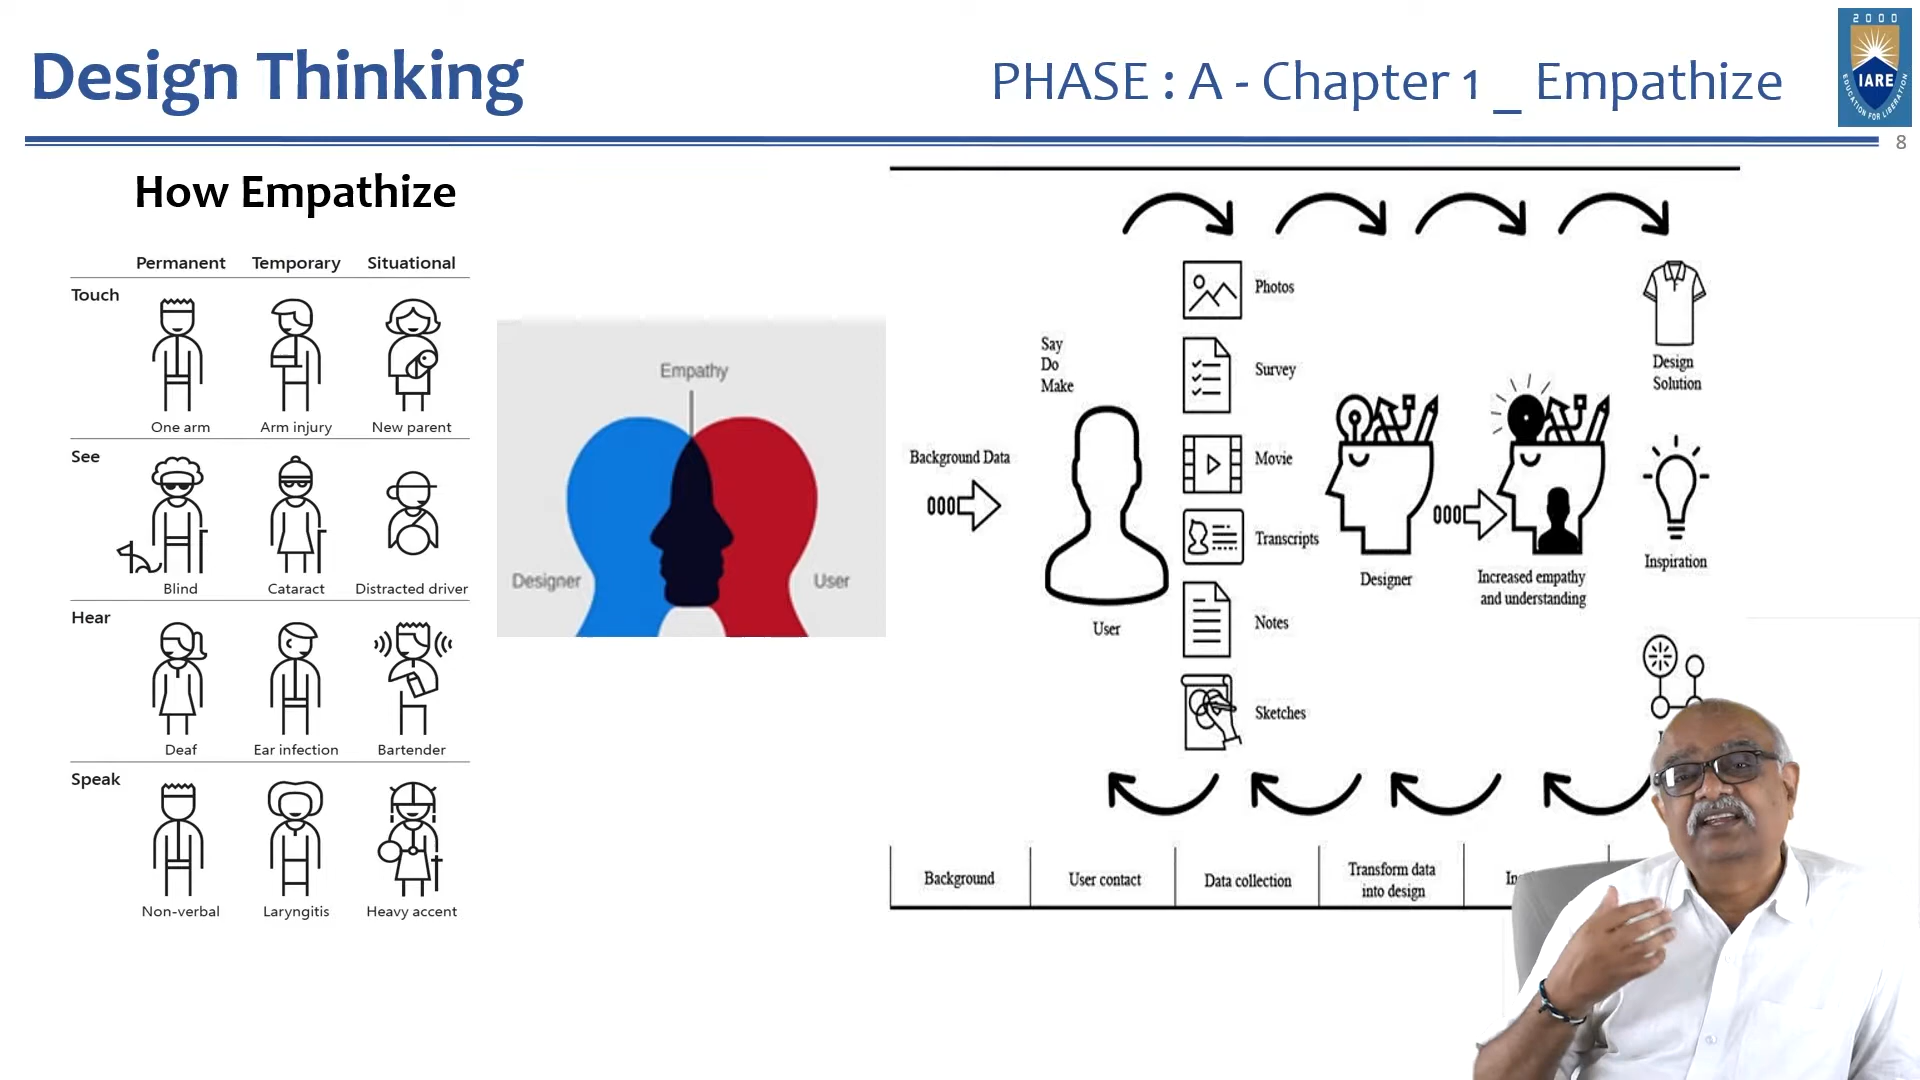 Design Thinking
PHASE : A - Chapter 1 _ Empathize
2000
IARE
EDUCATION FOR LIBERATION
8
How Empathize
Permanent Temporary Situational
Touch
One arm Arm injury New parent
See
Blind Cataract Distracted driver
Hear
Deaf Ear infection Bartender
Speak
Non-verbal Laryngitis Heavy accent
Empathy
Designer
User
Background Data
Say
Do
Make
User
Photos
Survey
Movie
Transcripts
Notes
Sketches
Designer
Increased empathy
and understanding
Design
Solution
Inspiration
Background
User contact
Data collection
Transform data
into design